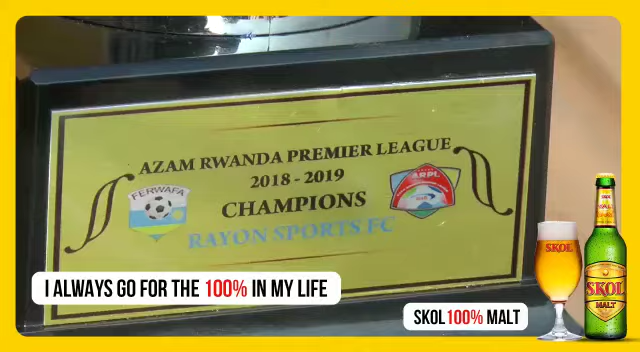 AZAM RWANDA PREMIER LEAGUE
2018 - 2019
FERWAFA
ARPL
CHAMPIONS
RAYON SPORTS FC
I ALWAYS GO FOR THE 100% IN MY LIFE
SKOL
SKOL
MALT
SKOL 100% MALT